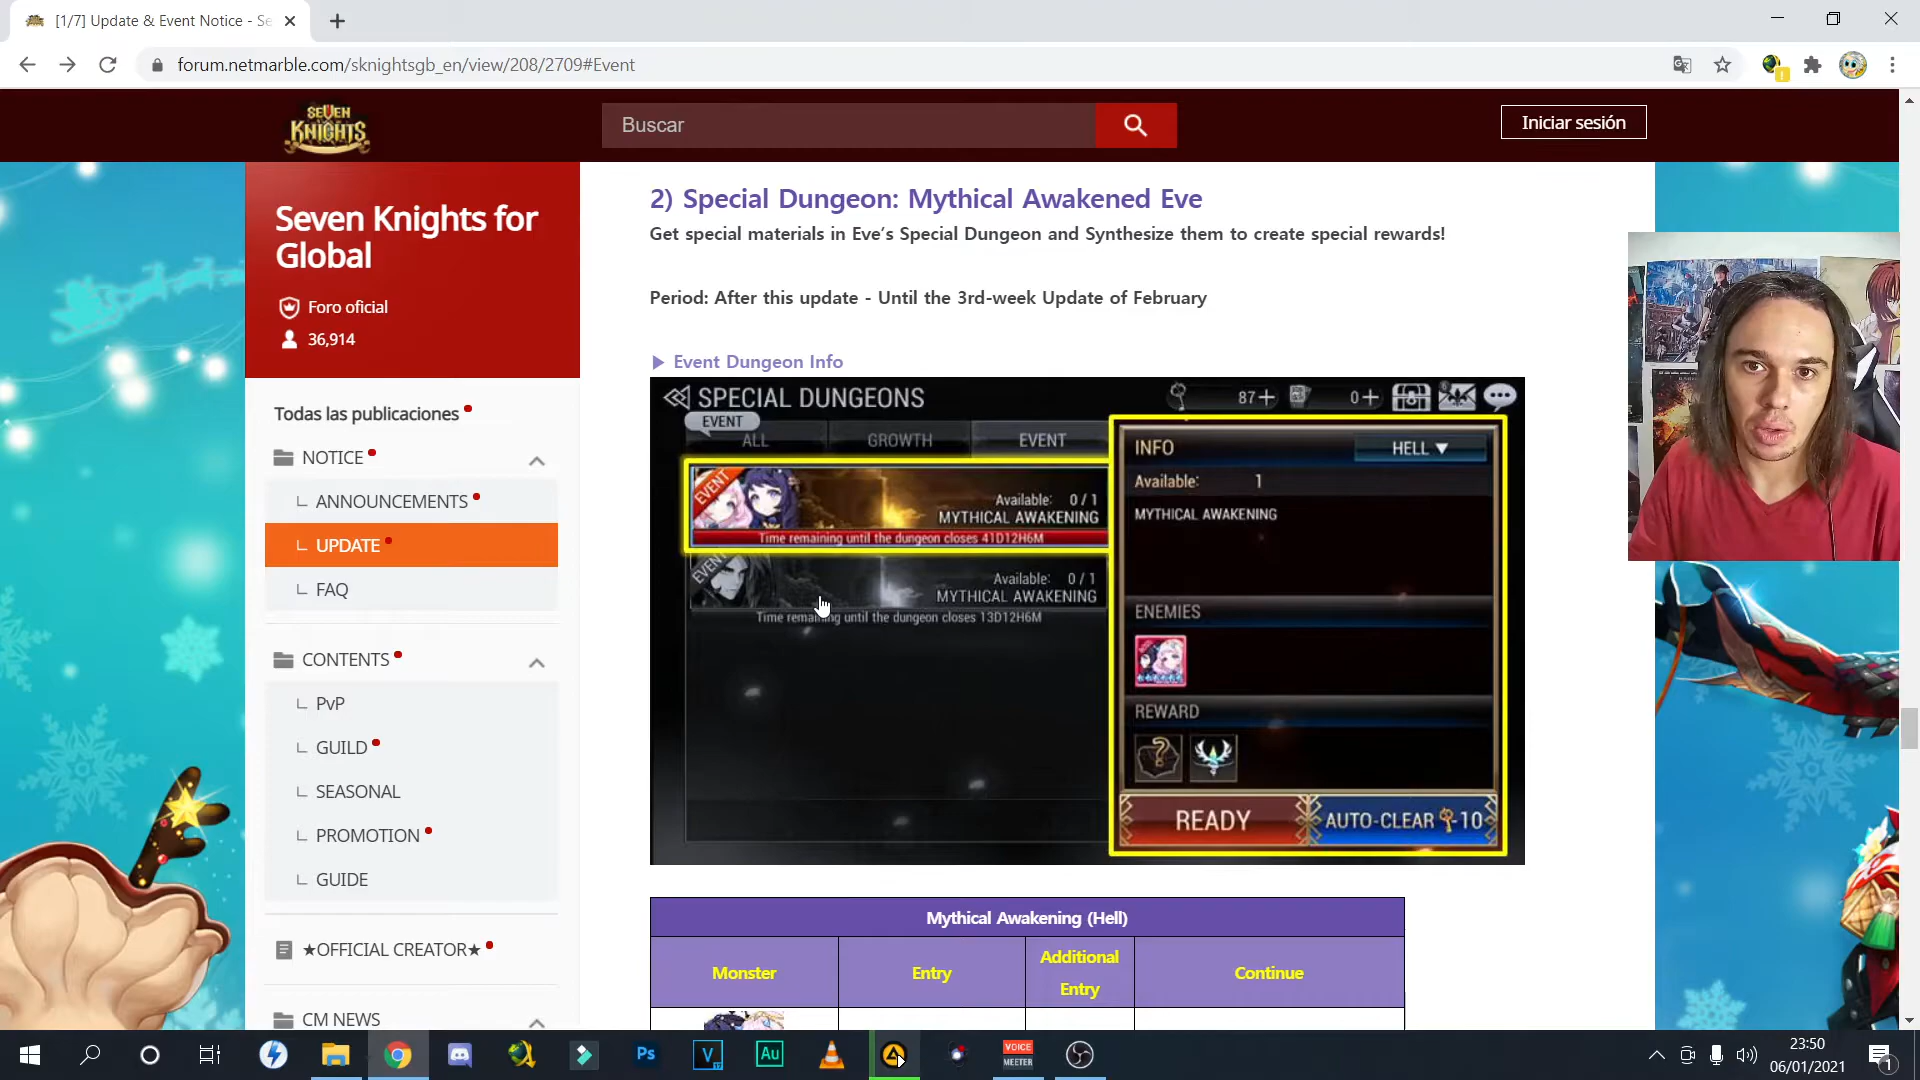 [1/7] Update & Event Notice - Se
forum.netmarble.com/sknightsgb_en/view/208/2709#Event
SEVEN KNIGHTS
Buscar
Iniciar sesión
Seven Knights for Global
Foro oficial
36,914
Todas las publicaciones
NOTICE
ANNOUNCEMENTS
UPDATE
FAQ
CONTENTS
PvP
GUILD
SEASONAL
PROMOTION
GUIDE
★OFFICIAL CREATOR★
CM NEWS
2) Special Dungeon: Mythical Awakened Eve
Get special materials in Eve's Special Dungeon and Synthesize them to create special rewards!
Period: After this update - Until the 3rd-week Update of February
▶ Event Dungeon Info
SPECIAL DUNGEONS
87+
0+
EVENT
ALL
GROWTH
EVENT
EVENT
Available: 0 / 1
MYTHICAL AWAKENING
Time remaining until the dungeon closes 41D12H6M
EVENT
Available: 0 / 1
MYTHICAL AWAKENING
Time remaining until the dungeon closes 13D12H6M
INFO
HELL ▼
Available: 1
MYTHICAL AWAKENING
ENEMIES
REWARD
READY
AUTO-CLEAR -10
Mythical Awakening (Hell)
Monster
Entry
Additional Entry
Continue
Ps
V
Au
VOICE MEETER
23:50
06/01/2021
1